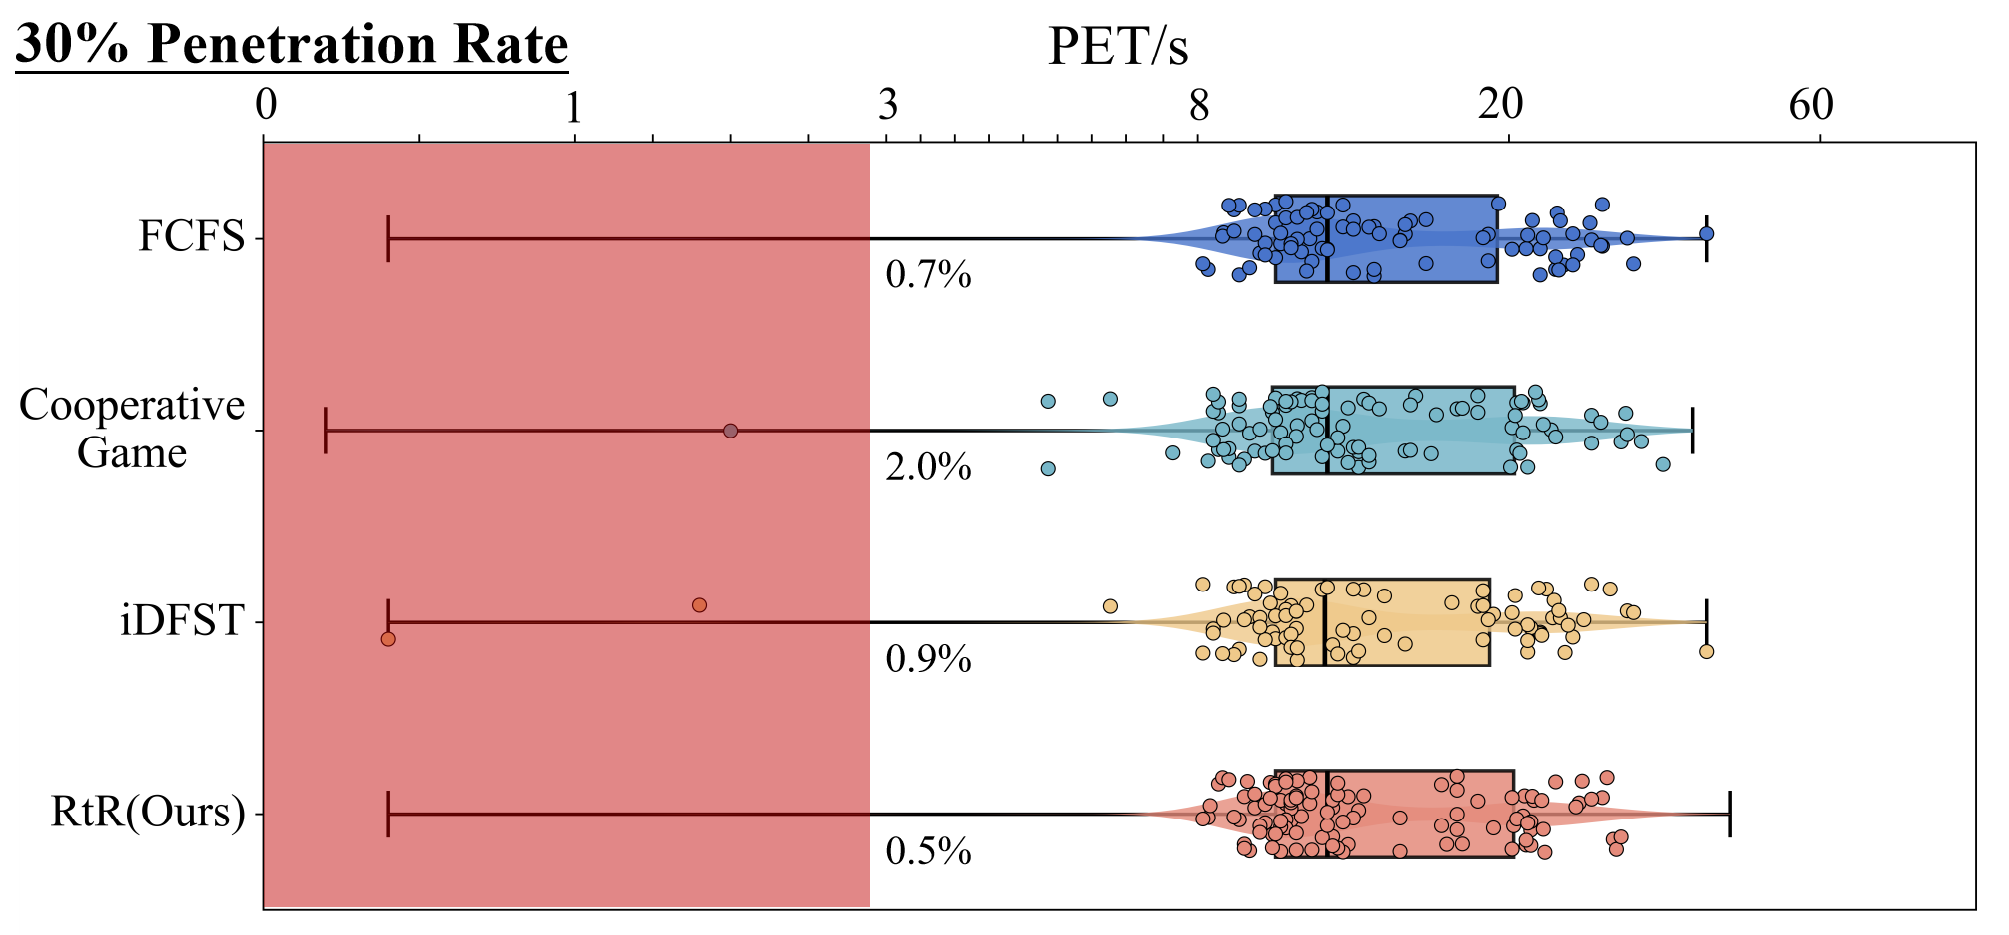 30% Penetration Rate
PET/s
0 1 3 8 20 60
FCFS
0.7%
Cooperative
Game
2.0%
iDFST
0.9%
RtR(Ours)
0.5%